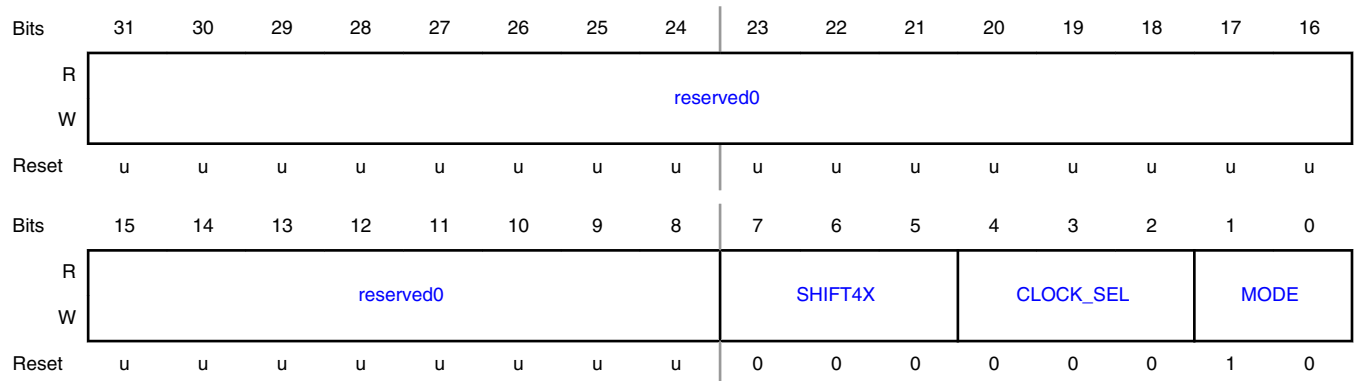 Bits 31 30 29 28 27 26 25 24 23 22 21 20 19 18 17 16
R
reserved0
W
Reset u u u u u u u u u u u u u u u u
Bits 15 14 13 12 11 10 9 8 7 6 5 4 3 2 1 0
R
reserved0 SHIFT4X CLOCK_SEL MODE
W
Reset u u u u u u u u 0 0 0 0 0 0 1 0